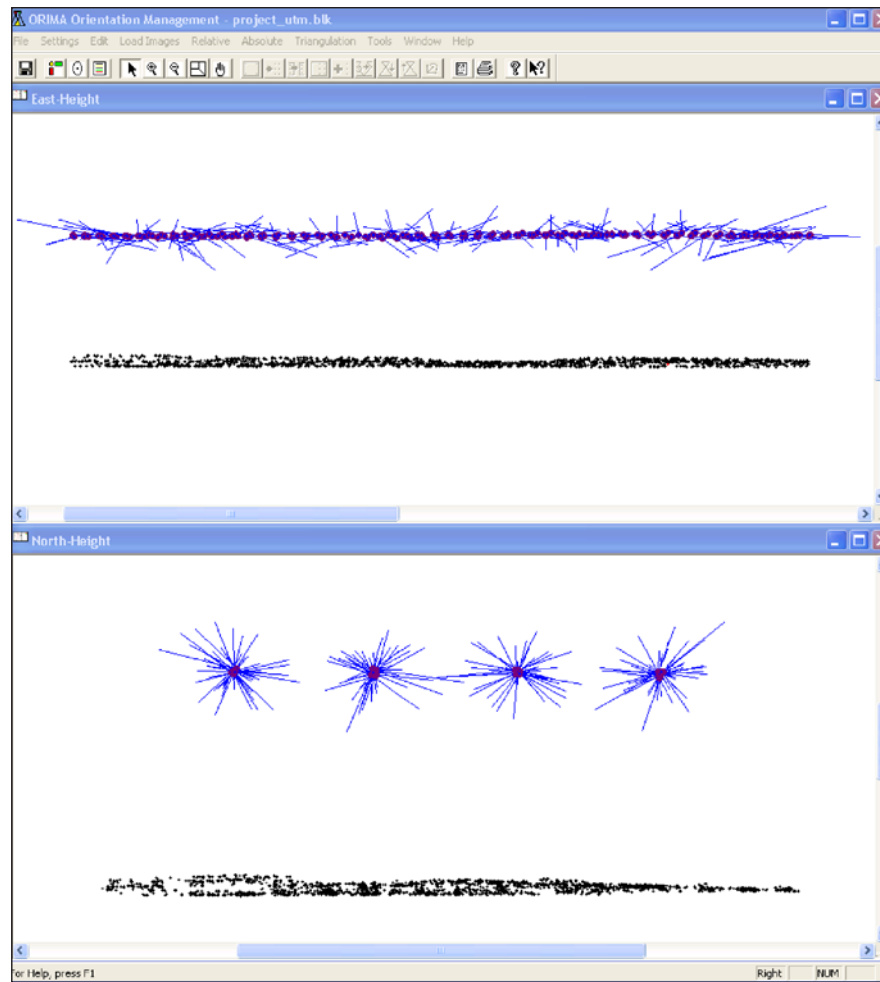 ORIMA Orientation Management - project_utm.blk
File Settings Edit Load Images Relative Absolute Triangulation Tools Window Help
East-Height
North-Height
For Help, press F1 Right NUM